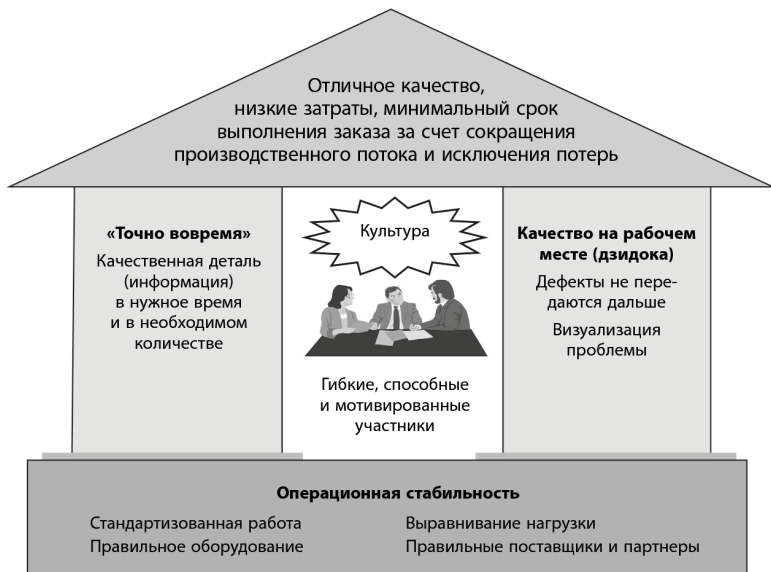 Отличное качество,
низкие затраты, минимальный срок
выполнения заказа за счет сокращения
производственного потока и исключения потерь
«Точно вовремя»
Качественная деталь
(информация)
в нужное время
и в необходимом
количестве
Культура
Гибкие, способные
и мотивированные
участники
Качество на рабочем
месте (дзидока)
Дефекты не пере-
даются дальше
Визуализация
проблемы
Операционная стабильность
Стандартизованная работа
Правильное оборудование
Выравнивание нагрузки
Правильные поставщики и партнеры